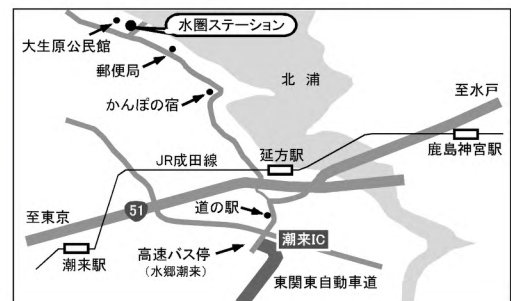 水圏ステーション
大生原公民館
郵便局
北浦
かんぽの宿
至水戸
JR成田線
延方駅
鹿島神宮駅
至東京
51
道の駅
潮来IC
高速バス停
(水郷潮来)
潮来駅
東関東自動車道